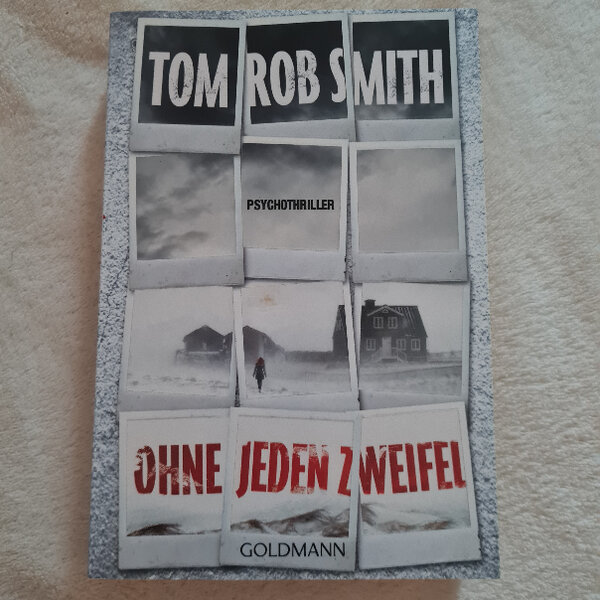 TOM ROB SMITH
PSYCHOTHRILLER
OHNE JEDEN ZWEIFEL
GOLDMANN